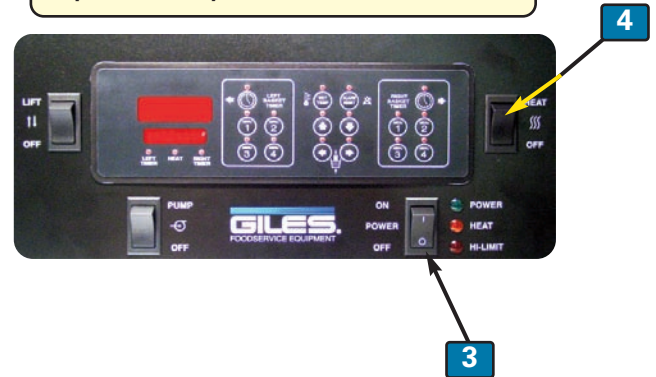 4
LIFT
OFF
LEFT
BASKET
TIMER
RIGHT
BASKET
TIMER
1 2
3 4
1 2
3 4
LEFT
TIMER
HEAT
RIGHT
TIMER
HEAT
OFF
PUMP
OFF
GILES.
FOODSERVICE EQUIPMENT
ON
POWER
OFF
I
O
POWER
HEAT
HI-LIMIT
3